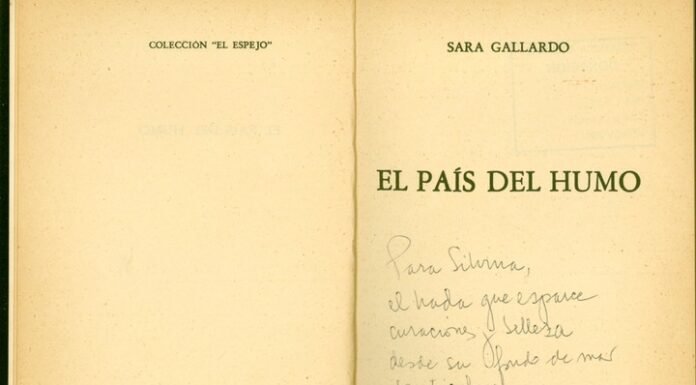 COLECCIÓN "EL ESPEJO"
SARA GALLARDO
EL PAÍS DEL HUMO
Para Silvina,
el hada que esparce
curaciones y belleza
desde su fondo de mar